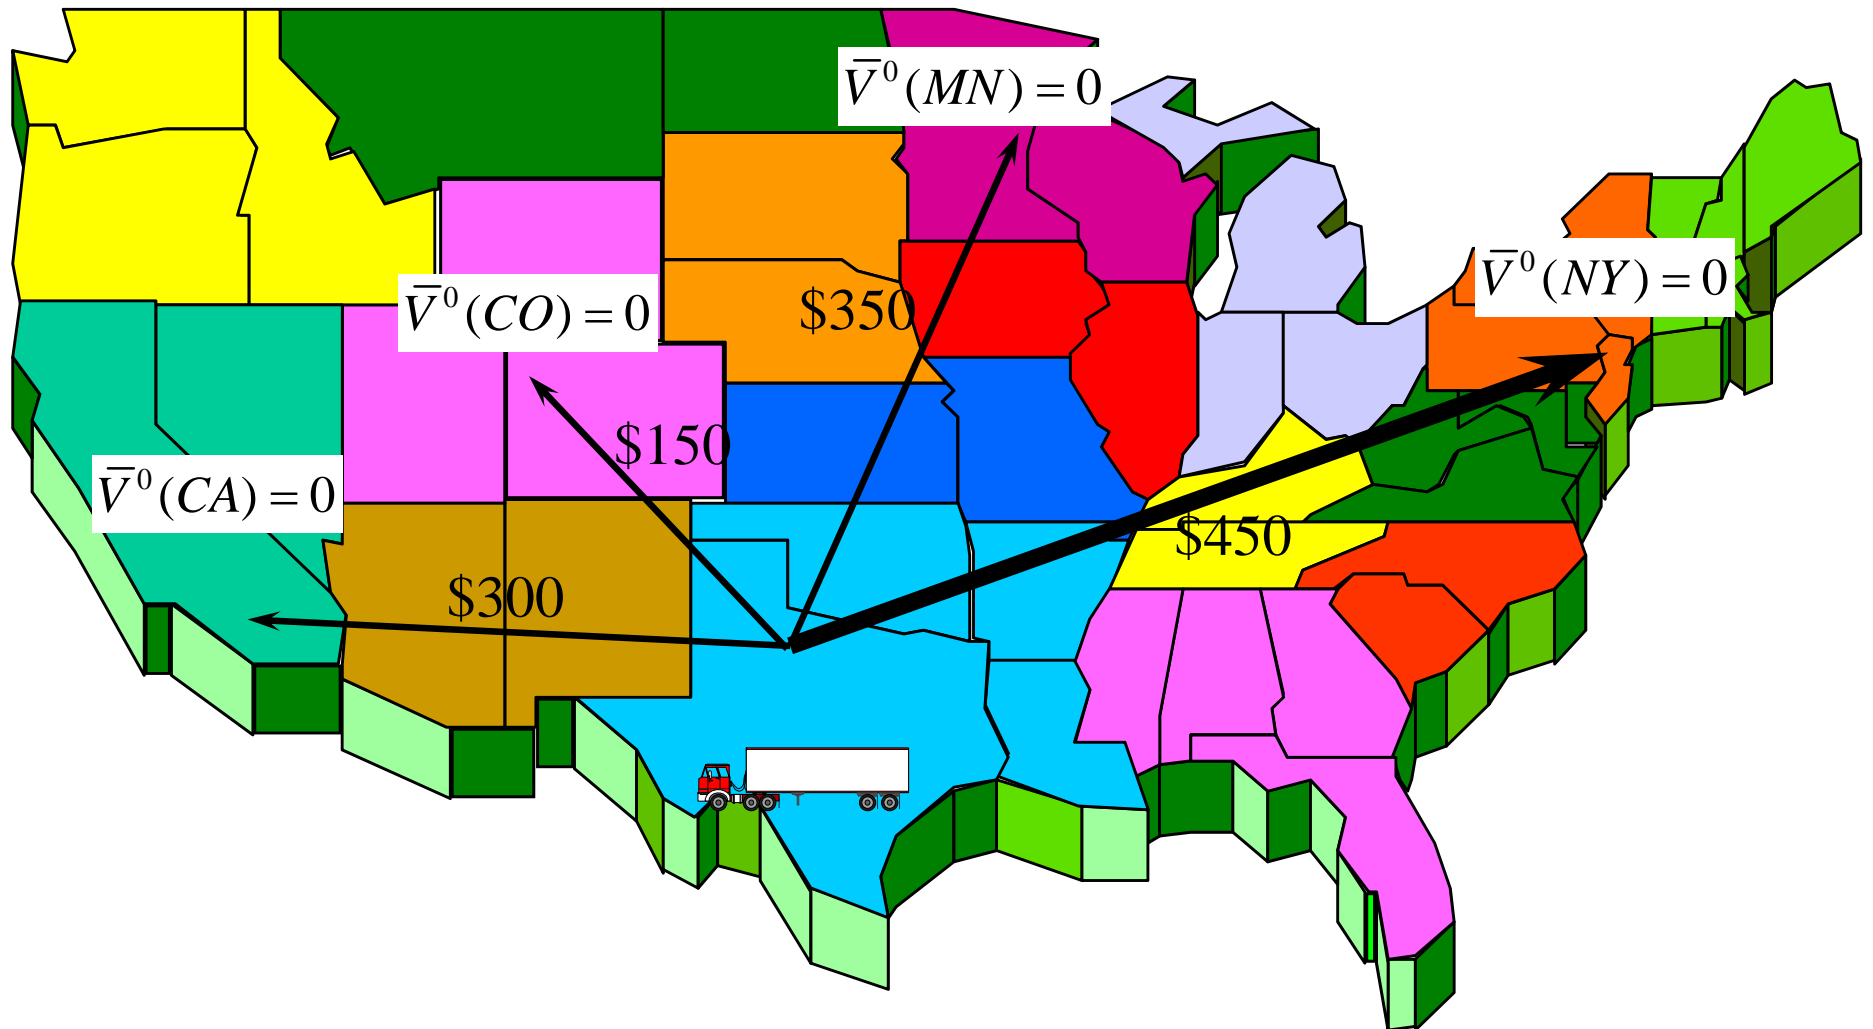 V̅⁰(MN) = 0
V̅⁰(NY) = 0
V̅⁰(CO) = 0
$350
$150
V̅⁰(CA) = 0
$450
$300